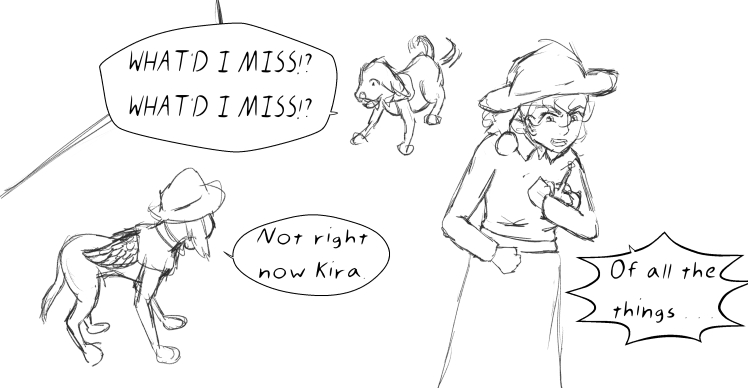 WHAT'D I MISS!?
WHAT'D I MISS!?
Not right
now Kira.
Of all the
things....